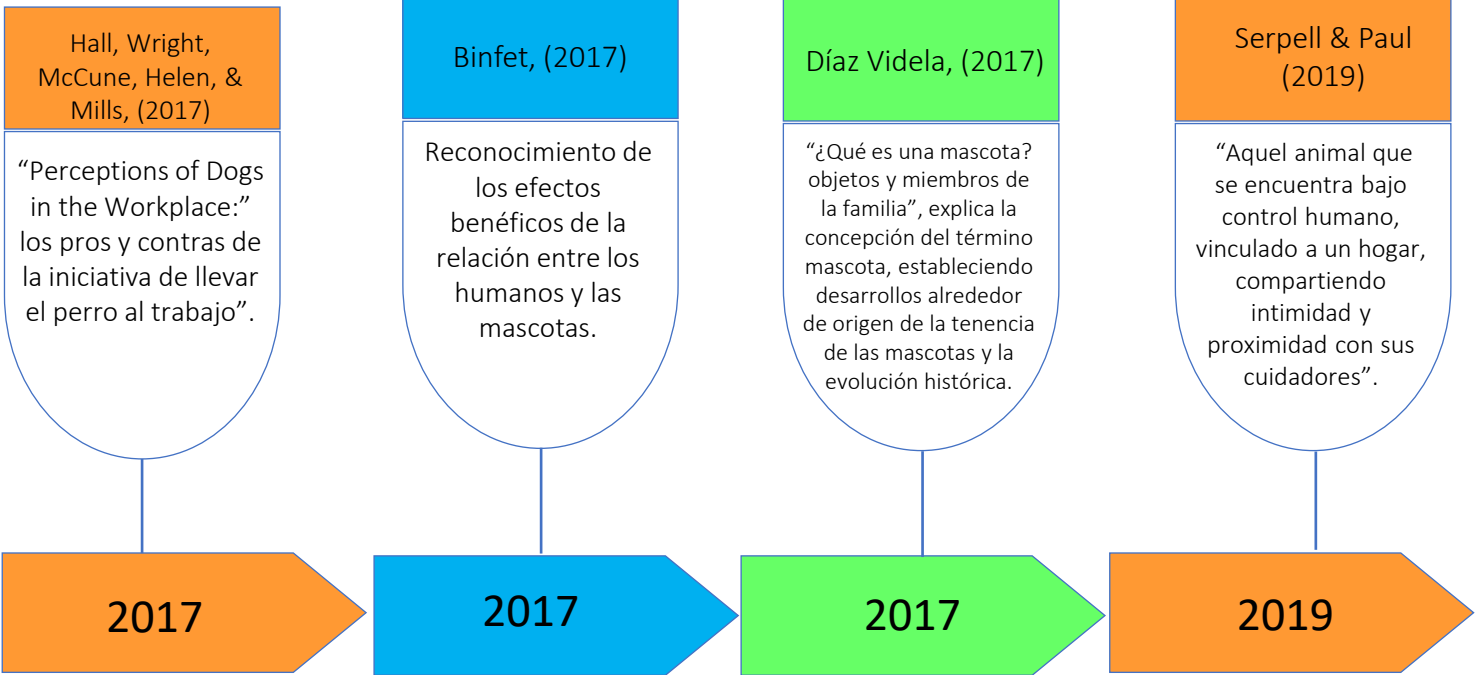 Hall, Wright,
McCune, Helen, &
Mills, (2017)
“Perceptions of Dogs
in the Workplace:”
los pros y contras de
la iniciativa de llevar
el perro al trabajo”.
2017
Binfet, (2017)
Reconocimiento de
los efectos
benéficos de la
relación entre los
humanos y las
mascotas.
2017
Díaz Videla, (2017)
“¿Qué es una mascota?
objetos y miembros de
la familia”, explica la
concepción del término
mascota, estableciendo
desarrollos alrededor
de origen de la tenencia
de las mascotas y la
evolución histórica.
2017
Serpell & Paul
(2019)
“Aquel animal que
se encuentra bajo
control humano,
vinculado a un hogar,
compartiendo
intimidad y
proximidad con sus
cuidadores”.
2019